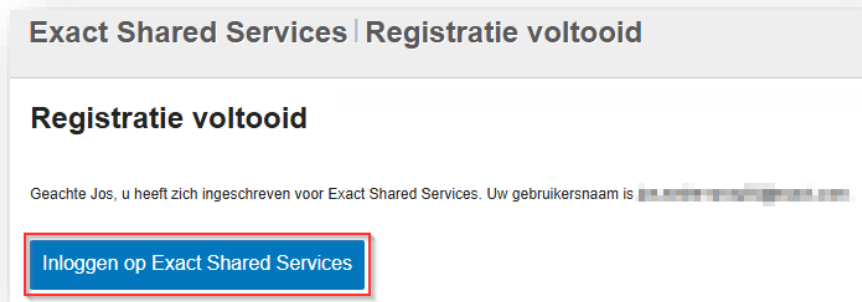 Exact Shared Services | Registratie voltooid
Registratie voltooid
Geachte Jos, u heeft zich ingeschreven voor Exact Shared Services. Uw gebruikersnaam is
Inloggen op Exact Shared Services